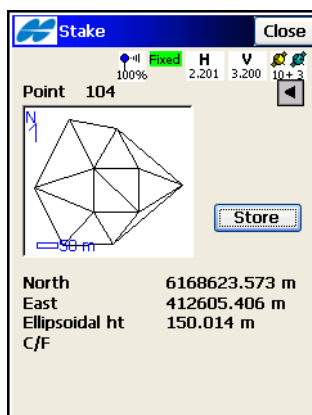 Stake Close
Fixed H V
100% 2.201 3.200 10+ 3
Point 104
N
50 m
Store
North 6168623.573 m
East 412605.406 m
Ellipsoidal ht 150.014 m
C/F